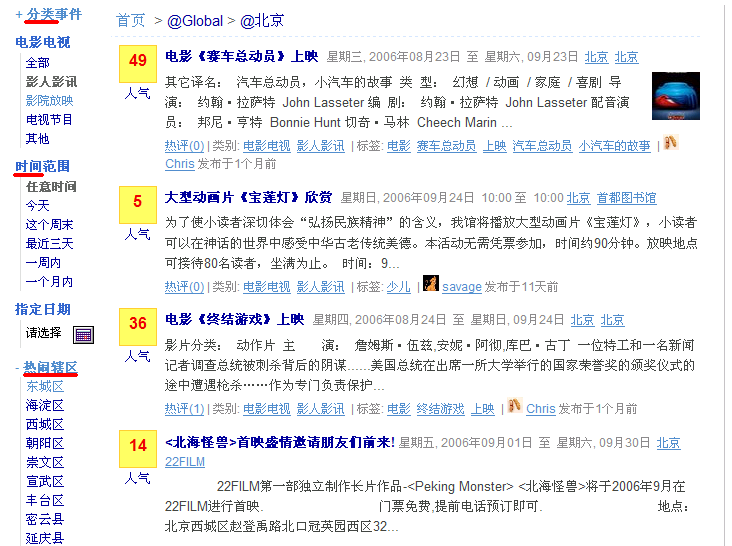 + 分类事件
电影电视
全部
影人影讯
影院放映
电视节目
其他
时间范围
任意时间
今天
这个周末
最近三天
一周内
一个月内
指定日期
请选择
- 热闹辖区
东城区
海淀区
西城区
朝阳区
崇文区
宣武区
丰台区
密云县
延庆县
首页 > @Global > @北京
49
人气
电影《赛车总动员》上映 星期三, 2006年08月23日 至 星期六, 09月23日 北京 北京
其它译名： 汽车总动员，小汽车的故事 类 型： 幻想 / 动画 / 家庭 / 喜剧 导
演： 约翰·拉萨特 John Lasseter 编 剧： 约翰·拉萨特 John Lasseter 配音演
员： 邦尼·亨特 Bonnie Hunt 切奇·马林 Cheech Marin ...
热评(0) | 类别: 电影电视 影人影讯 | 标签: 电影 赛车总动员 上映 汽车总动员 小汽车的故事 |
Chris 发布于1个月前
5
人气
大型动画片《宝莲灯》欣赏 星期日, 2006年09月24日 10:00 至 10:00 北京 首都图书馆
为了使小读者深切体会“弘扬民族精神”的含义，我馆将播放大型动画片《宝莲灯》，小读者
可以在神话的世界中感受中华古老传统美德。本活动无需凭票参加，时间约90分钟。放映地点
可接待80名读者，坐满为止。 时间：9...
热评(0) | 类别: 电影电视 影人影讯 | 标签: 少儿 | savage 发布于11天前
36
人气
电影《终结游戏》上映 星期四, 2006年08月24日 至 星期日, 09月24日 北京 北京
影片分类： 动作片 主 演： 詹姆斯·伍兹,安妮·阿彻,库巴·古丁 一位特工和一名新闻
记者调查总统被刺杀背后的阴谋……美国总统在出席一所大学举行的国家荣誉奖的颁奖仪式的
途中遭遇枪杀……作为专门负责保护...
热评(1) | 类别: 电影电视 影人影讯 | 标签: 电影 终结游戏 上映 | Chris 发布于1个月前
14
人气
<北海怪兽>首映盛情邀请朋友们前来! 星期五, 2006年09月01日 至 星期六, 09月30日 北京
22FILM
22FILM第一部独立制作长片作品-<Peking Monster> <北海怪兽>将于2006年9月在
22FILM进行首映. 门票免费,提前电话预订即可. 地点：
北京西城区赵登禹路北口冠英园西区32...